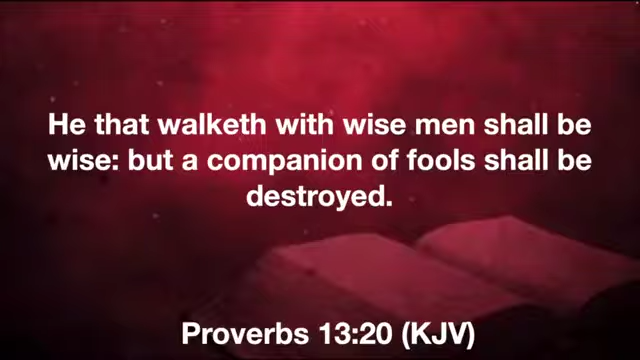 He that walketh with wise men shall be
wise: but a companion of fools shall be
destroyed.
Proverbs 13:20 (KJV)